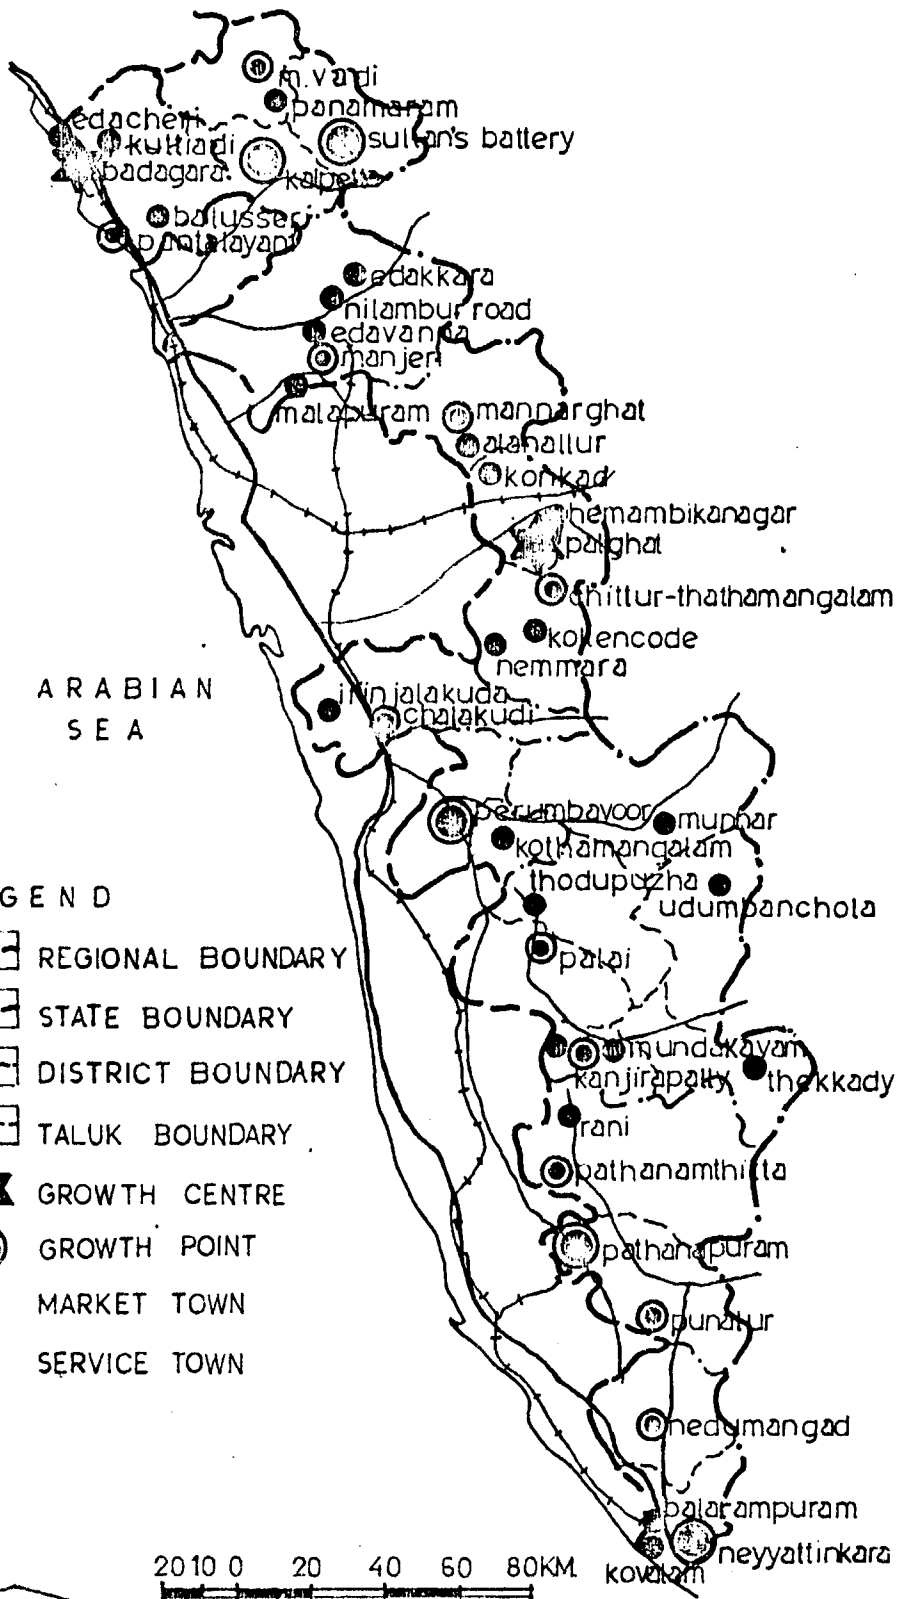 m.vadi
panamaram
edacheri
sultan's battery
kuttiadi
badagara
kalpetta
balusseri
pantalayani
edakkara
nilambur road
edavanna
manjeri
malapuram
mannarghat
alanallur
konkad
hemambikanagar
palghat
chittur-thathamangalam
kollencode
nemmara
ARABIAN
SEA
irinjalakuda
chalakudi
perumbavoor
munnar
kothamangalam
thodupuzha
udumbanchola
GEND
palai
REGIONAL BOUNDARY
STATE BOUNDARY
mundakayam
kanjirapally
thekkady
DISTRICT BOUNDARY
rani
TALUK BOUNDARY
pathanamthitta
GROWTH CENTRE
GROWTH POINT
pathanapuram
MARKET TOWN
punalur
SERVICE TOWN
nedumangad
balarampuram
neyyattinkara
kovalam
20 10 0 20 40 60 80KM.